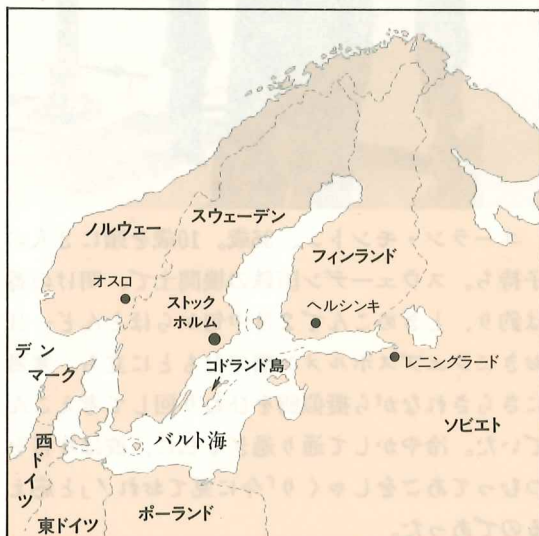 ノルウェー
スウェーデン
フィンランド
オスロ
ストック
ホルム
ヘルシンキ
デン
マーク
コドランド島
レニングラード
ソビエト
西ドイツ
バルト海
東ドイツ
ポーランド